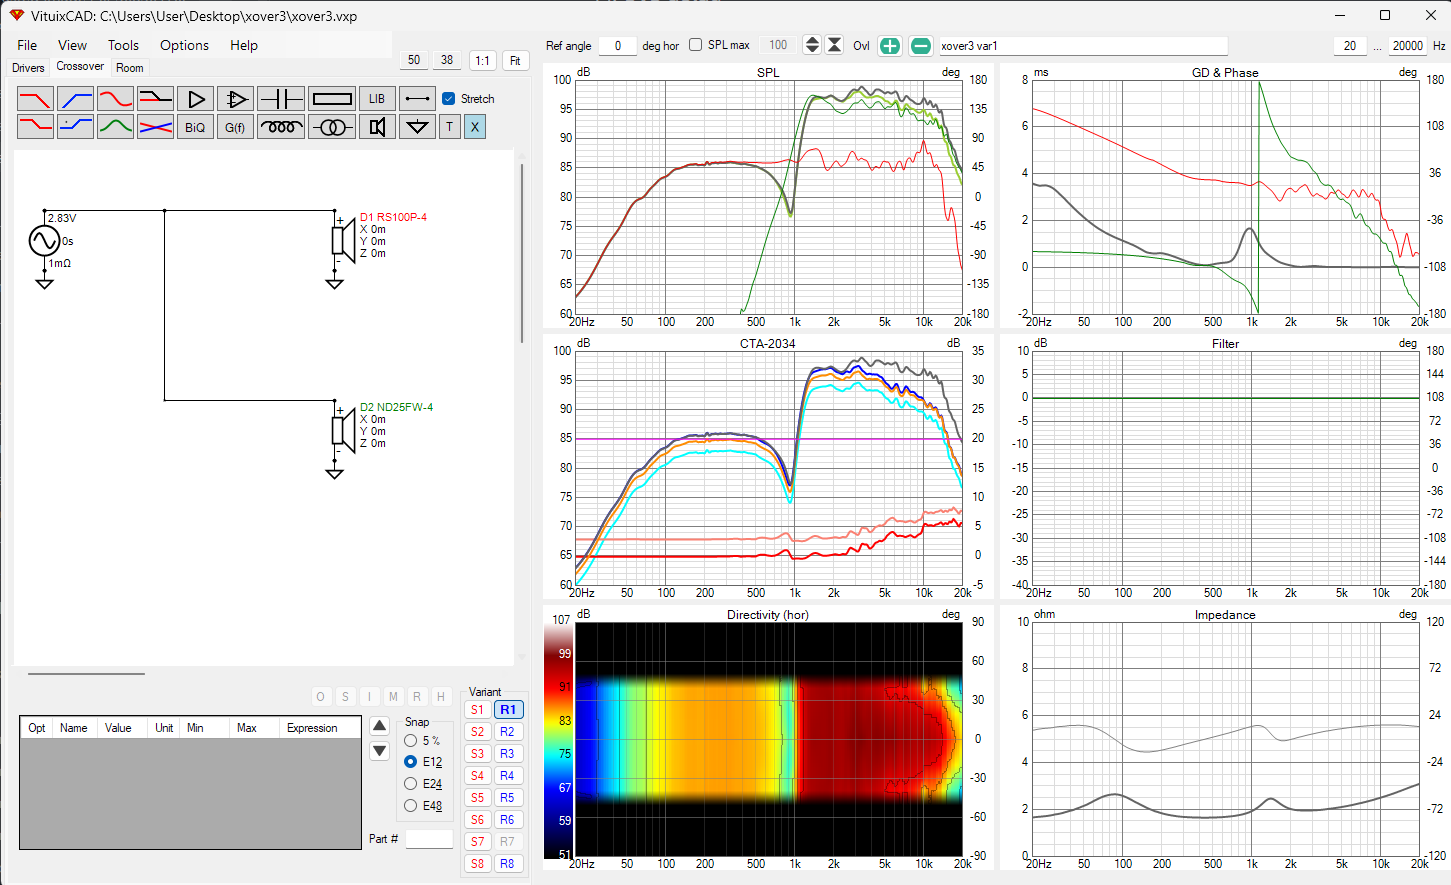 VituixCAD: C:\Users\User\Desktop\xover3\xover3.vxp
File View Tools Options Help
Drivers Crossover Room
50 38 1:1 Fit
Ref angle 0 deg hor SPL max 100 Ovl xover3 var1 20 ... 20000 Hz
LIB Stretch
BiQ G(f) T X
2.83V
0s
1mΩ
+ D1 RS100P-4
X 0m
Y 0m
Z 0m
-
+ D2 ND25FW-4
X 0m
Y 0m
Z 0m
-
O S I M R H
Opt Name Value Unit Min Max Expression
Snap
5 %
E12
E24
E48
Part #
Variant
S1 R1
S2 R2
S3 R3
S4 R4
S5 R5
S6 R6
S7 R7
S8 R8
dB SPL deg
100 95 90 85 80 75 70 65 60
180 135 90 45 0 -45 -90 -135 -180
20Hz 50 100 200 500 1k 2k 5k 10k 20k
ms GD & Phase deg
8 6 4 2 0 -2
180 108 36 -36 -108 -180
20Hz 50 100 200 500 1k 2k 5k 10k 20k
dB CTA-2034 dB
100 95 90 85 80 75 70 65 60
35 30 25 20 15 10 5 0 -5
20Hz 50 100 200 500 1k 2k 5k 10k 20k
dB Filter deg
10 5 0 -5 -10 -15 -20 -25 -30 -35 -40
180 144 108 72 36 0 -36 -72 -108 -144 -180
20Hz 50 100 200 500 1k 2k 5k 10k 20k
dB Directivity (hor) deg
107 99 91 83 75 67 59 51
90 60 30 0 -30 -60 -90
20Hz 50 100 200 500 1k 2k 5k 10k 20k
ohm Impedance deg
10 8 6 4 2 0
120 72 24 -24 -72 -120
20Hz 50 100 200 500 1k 2k 5k 10k 20k